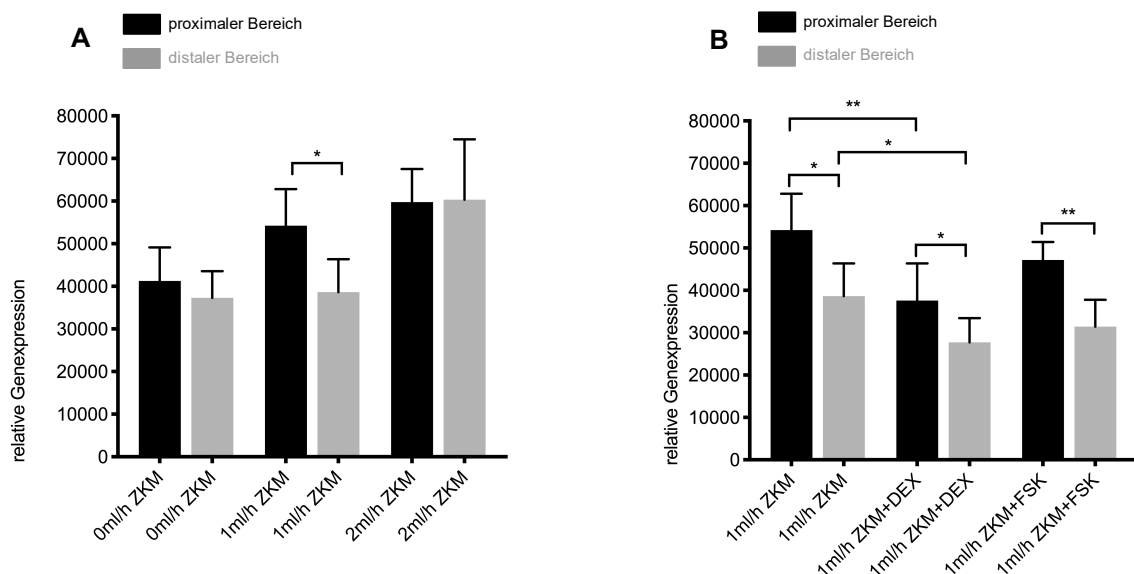 A
proximaler Bereich
distaler Bereich
relative Genexpression
80000
70000
60000
50000
40000
30000
20000
10000
0
*
0ml/h ZKM
0ml/h ZKM
1ml/h ZKM
1ml/h ZKM
2ml/h ZKM
2ml/h ZKM
B
proximaler Bereich
distaler Bereich
relative Genexpression
80000
70000
60000
50000
40000
30000
20000
10000
0
**
*
*
*
**
1ml/h ZKM
1ml/h ZKM
1ml/h ZKM+DEX
1ml/h ZKM+DEX
1ml/h ZKM+FSK
1ml/h ZKM+FSK